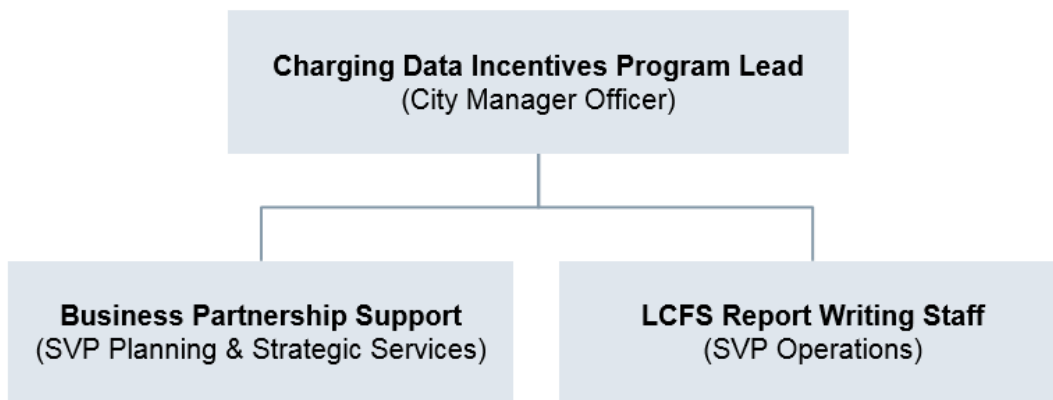 Charging Data Incentives Program Lead
(City Manager Officer)
Business Partnership Support
(SVP Planning & Strategic Services)
LCFS Report Writing Staff
(SVP Operations)